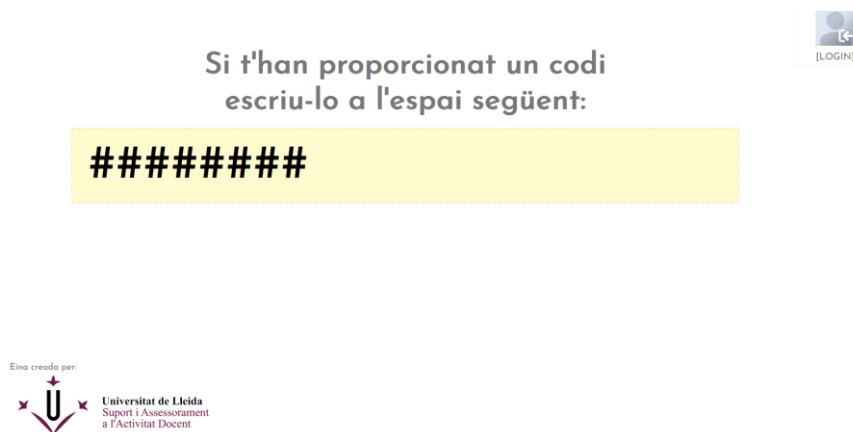 [LOGIN]
Si t'han proporcionat un codi
escriu-lo a l'espai següent:
########
Eina creada per:
U
Universitat de Lleida
Suport i Assessorament
a l'Activitat Docent